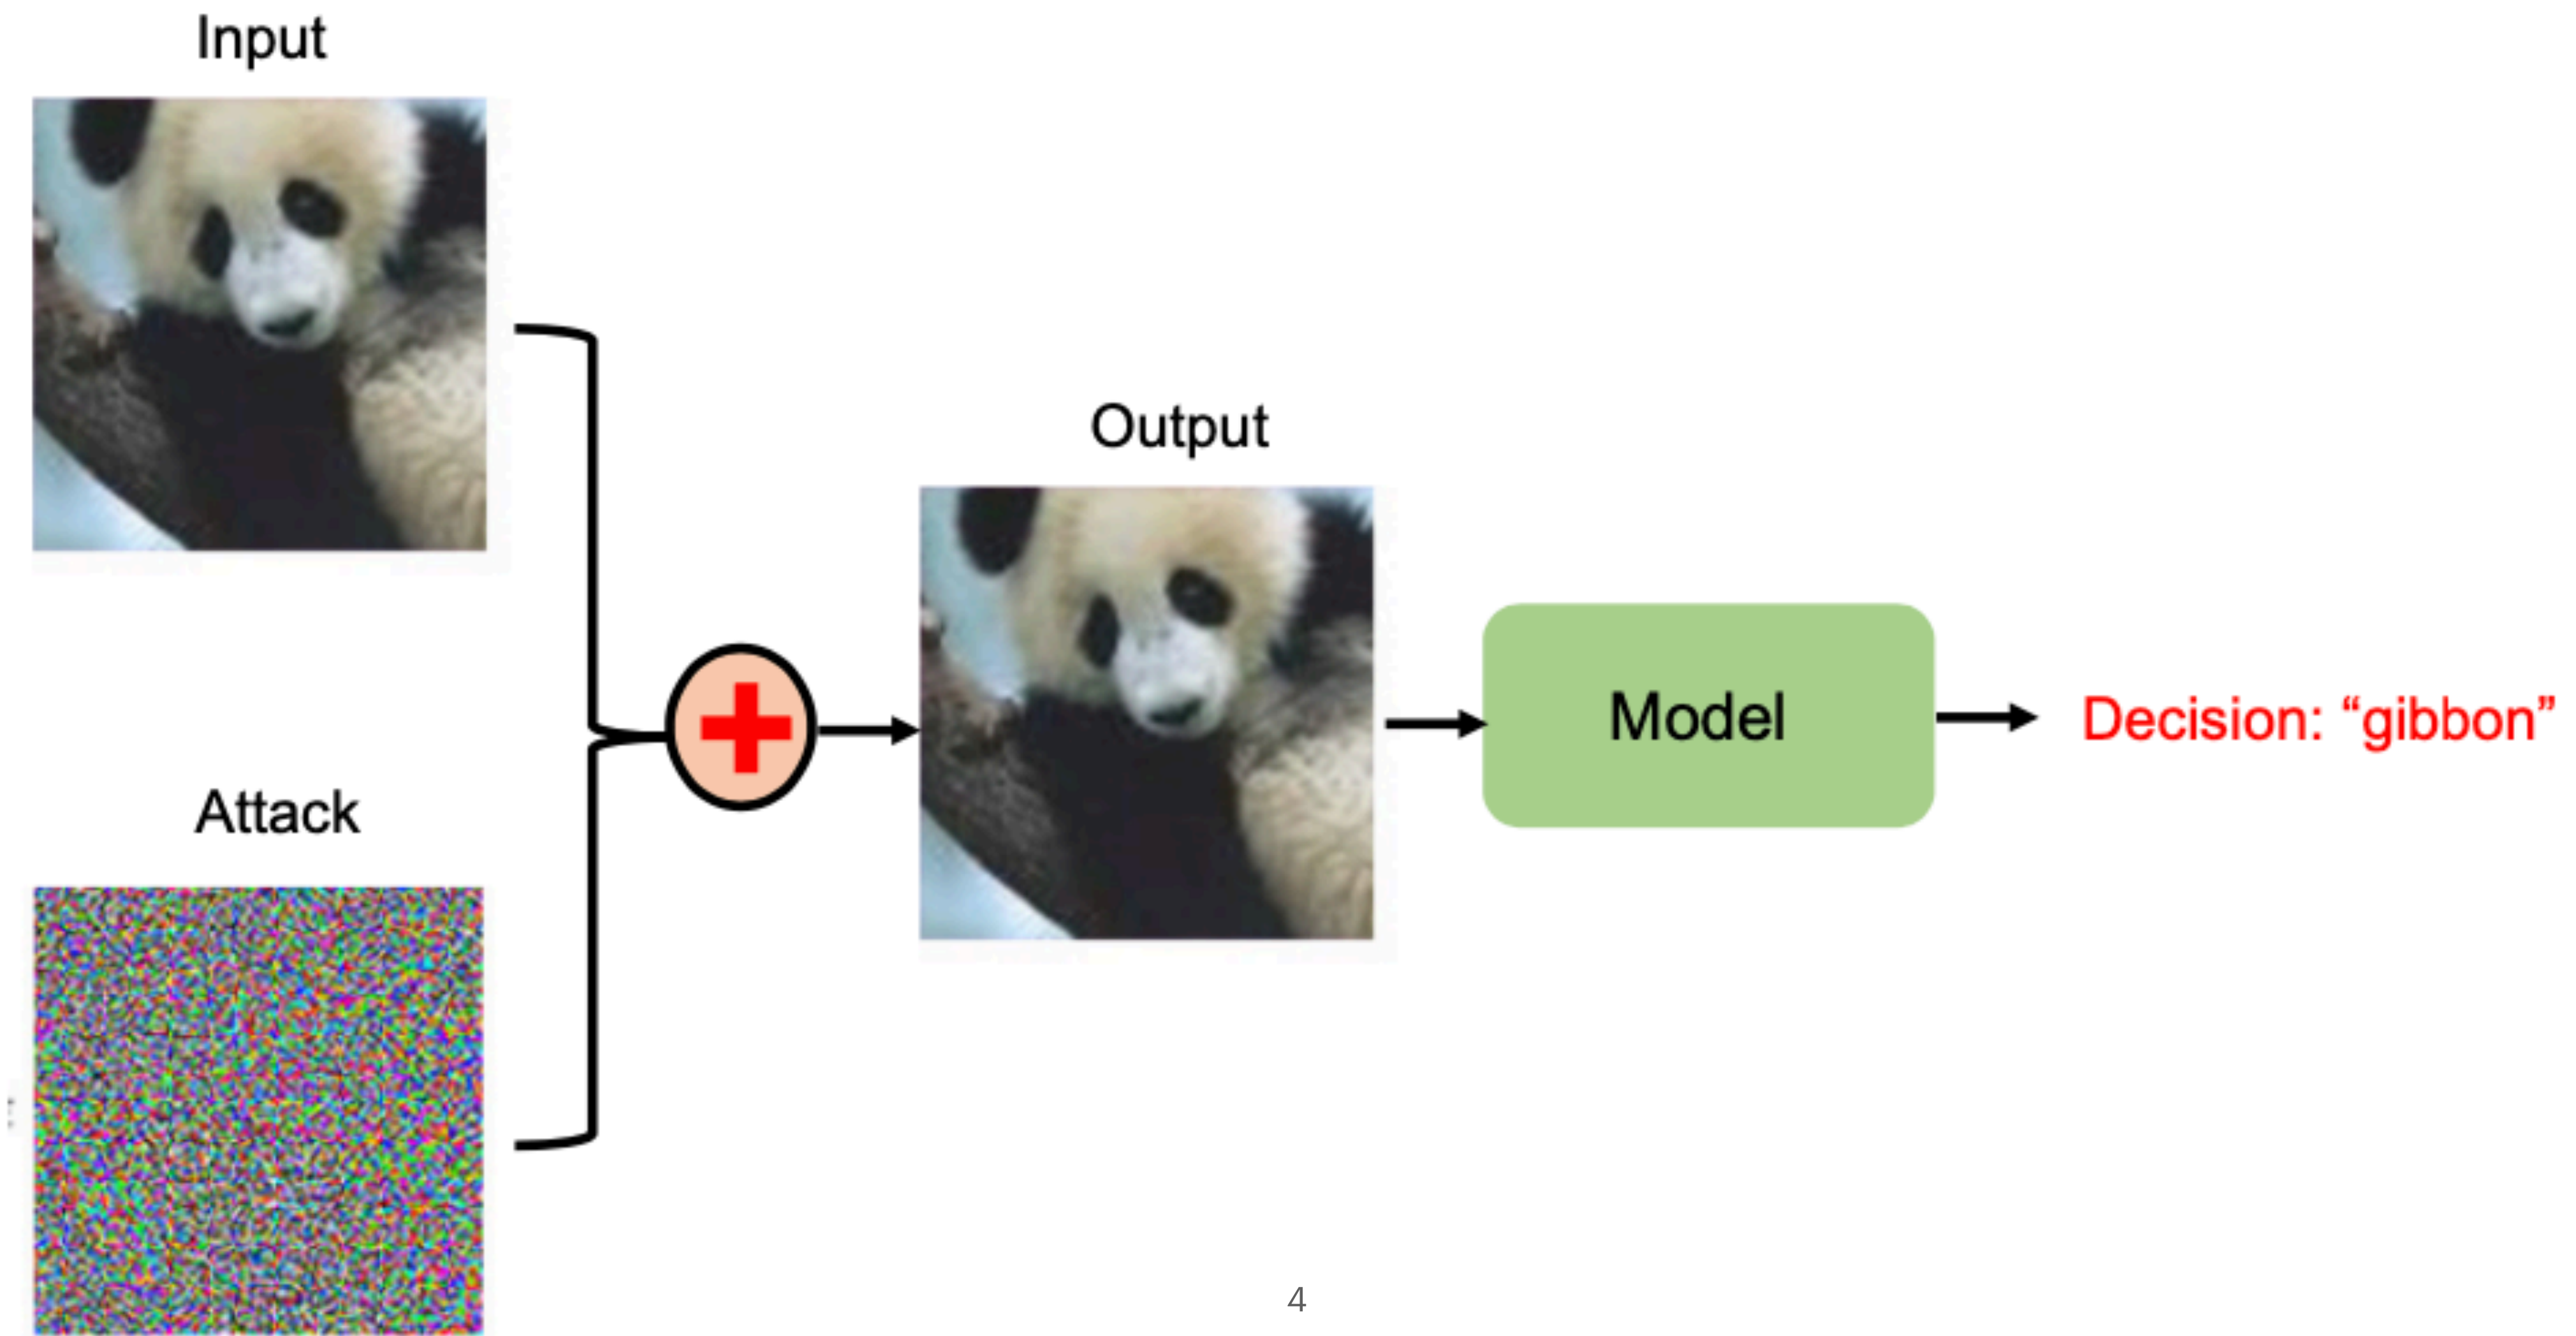 Input
Output
Attack
Model
Decision: “gibbon”
4